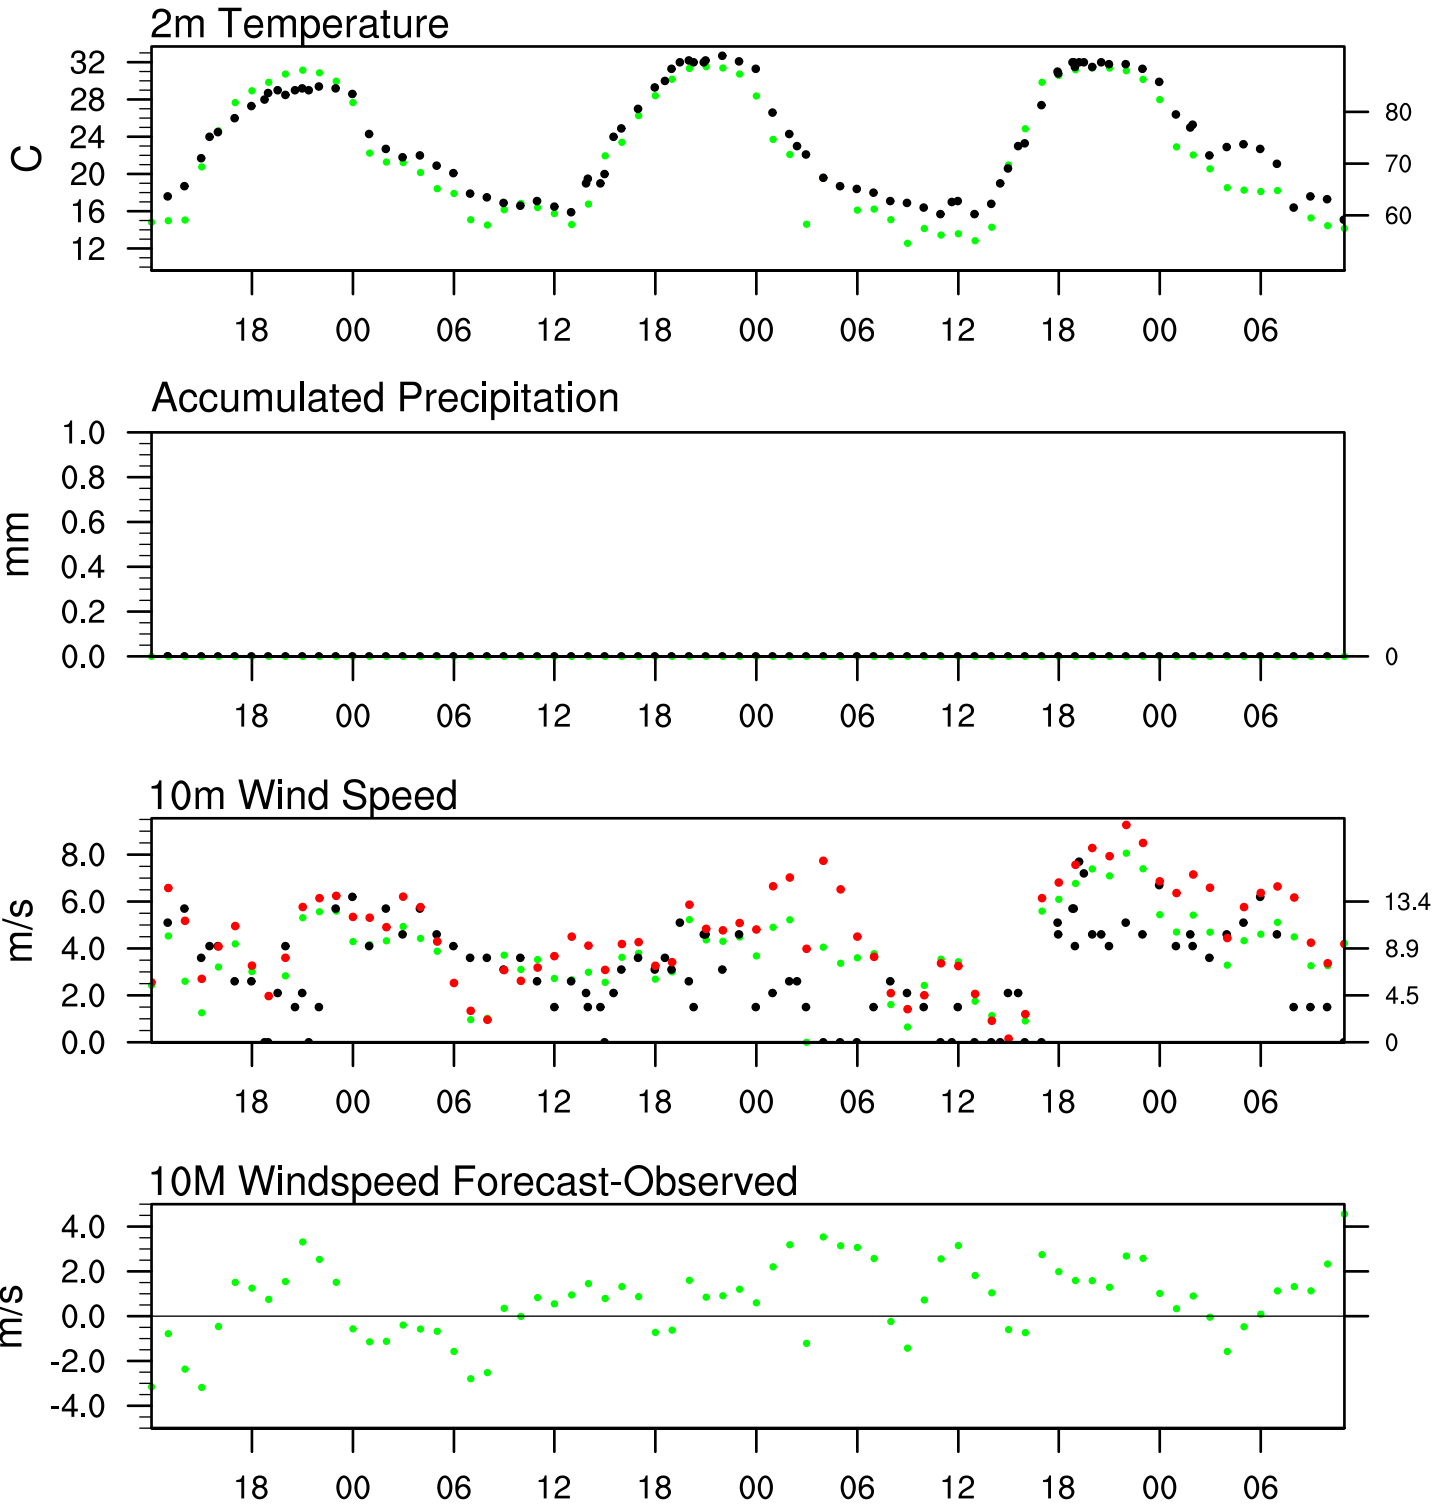 2m Temperature
32
28
24
20
16
12
C
80
70
60
18 00 06 12 18 00 06 12 18 00 06
Accumulated Precipitation
1.0
0.8
0.6
0.4
0.2
0.0
mm
0
18 00 06 12 18 00 06 12 18 00 06
10m Wind Speed
8.0
6.0
4.0
2.0
0.0
m/s
13.4
8.9
4.5
0
18 00 06 12 18 00 06 12 18 00 06
10M Windspeed Forecast-Observed
4.0
2.0
0.0
-2.0
-4.0
m/s
18 00 06 12 18 00 06 12 18 00 06